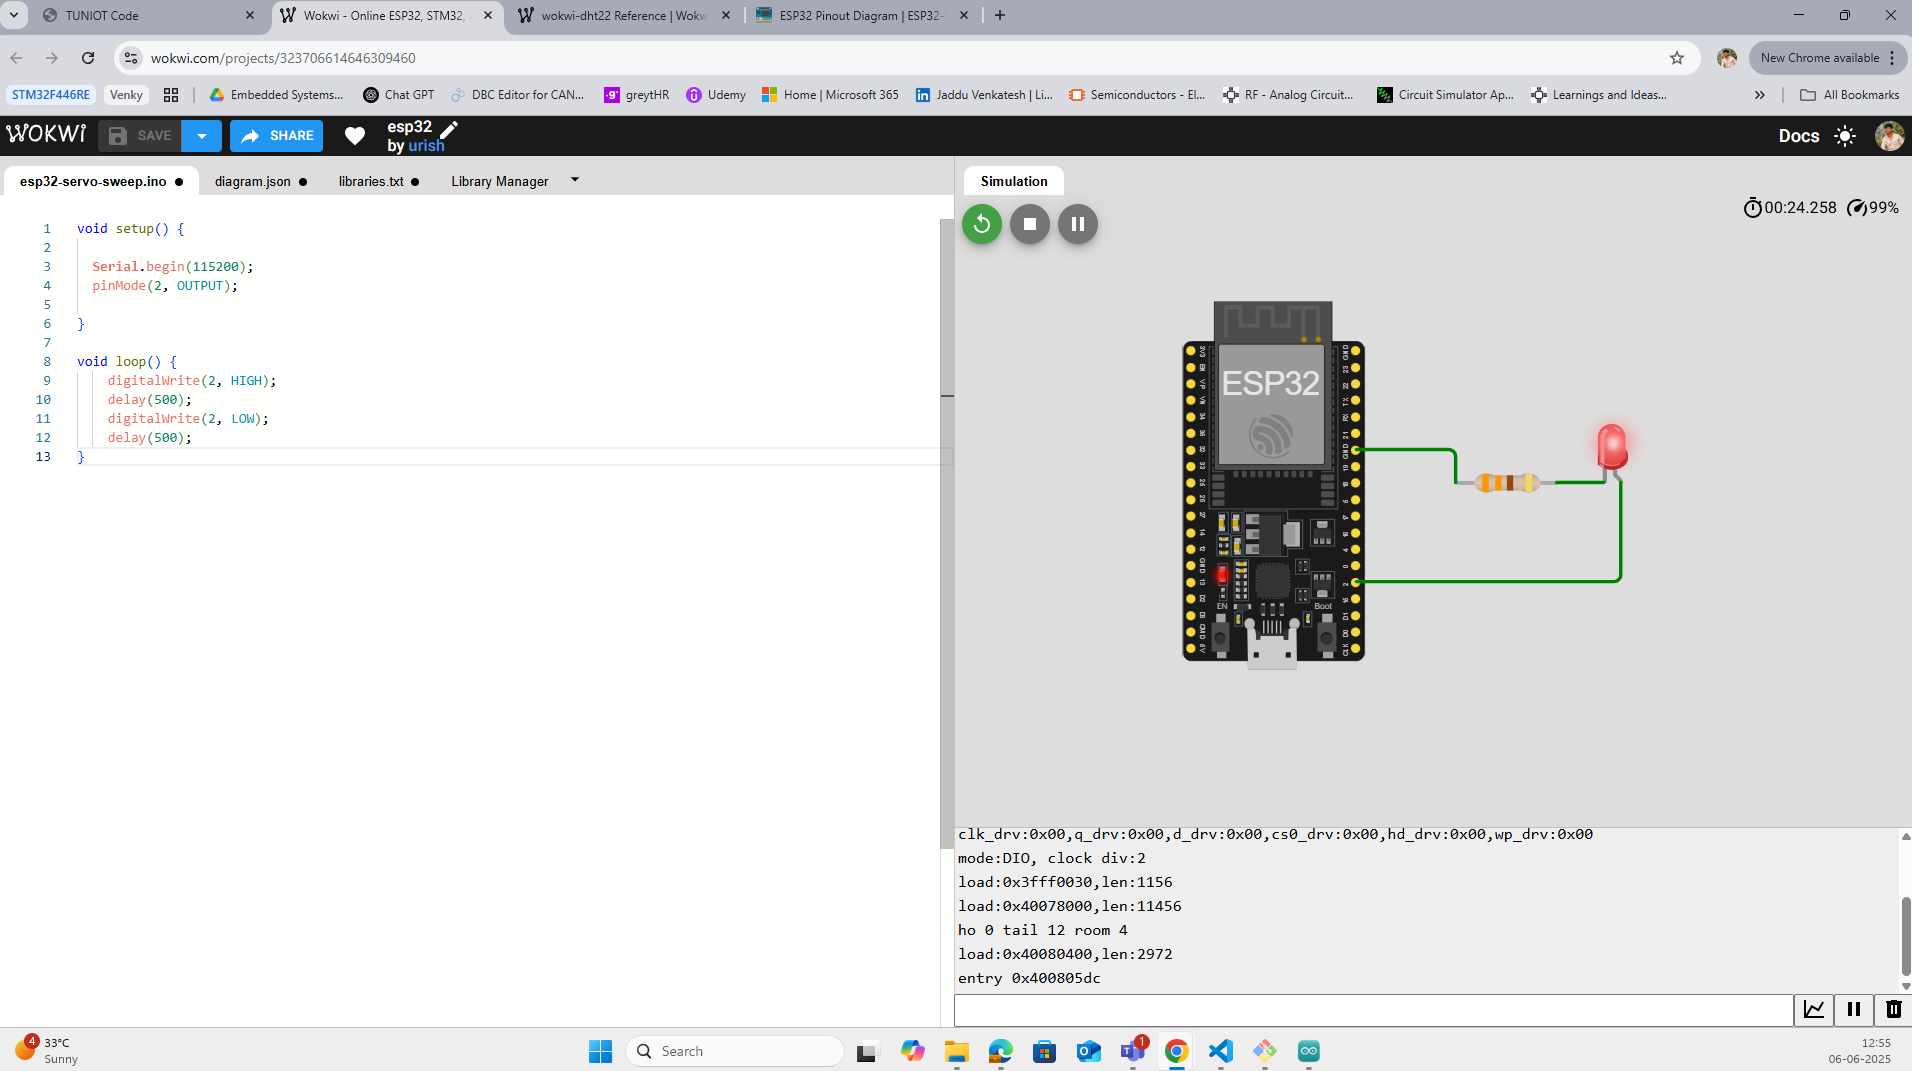 TUNIOT Code
Wokwi - Online ESP32, STM32,
wokwi-dht22 Reference | Wokw
ESP32 Pinout Diagram | ESP32-
wokwi.com/projects/323706614646309460
New Chrome available
STM32F446RE
Venky
Embedded Systems...
Chat GPT
DBC Editor for CAN...
greytHR
Udemy
Home | Microsoft 365
Jaddu Venkatesh | Li...
Semiconductors - El...
RF - Analog Circuit...
Circuit Simulator Ap...
Learnings and Ideas...
All Bookmarks
WOKWI
SAVE
SHARE
esp32
by urish
Docs
esp32-servo-sweep.ino
diagram.json
libraries.txt
Library Manager
1 void setup() {
2
3 Serial.begin(115200);
4 pinMode(2, OUTPUT);
5
6 }
7
8 void loop() {
9 digitalWrite(2, HIGH);
10 delay(500);
11 digitalWrite(2, LOW);
12 delay(500);
13 }
Simulation
00:24.258
99%
ESP32
EN
Boot
clk_drv:0x00,q_drv:0x00,d_drv:0x00,cs0_drv:0x00,hd_drv:0x00,wp_drv:0x00
mode:DIO, clock div:2
load:0x3fff0030,len:1156
load:0x40078000,len:11456
ho 0 tail 12 room 4
load:0x40080400,len:2972
entry 0x400805dc
4
33°C
Sunny
Search
1
12:55
06-06-2025